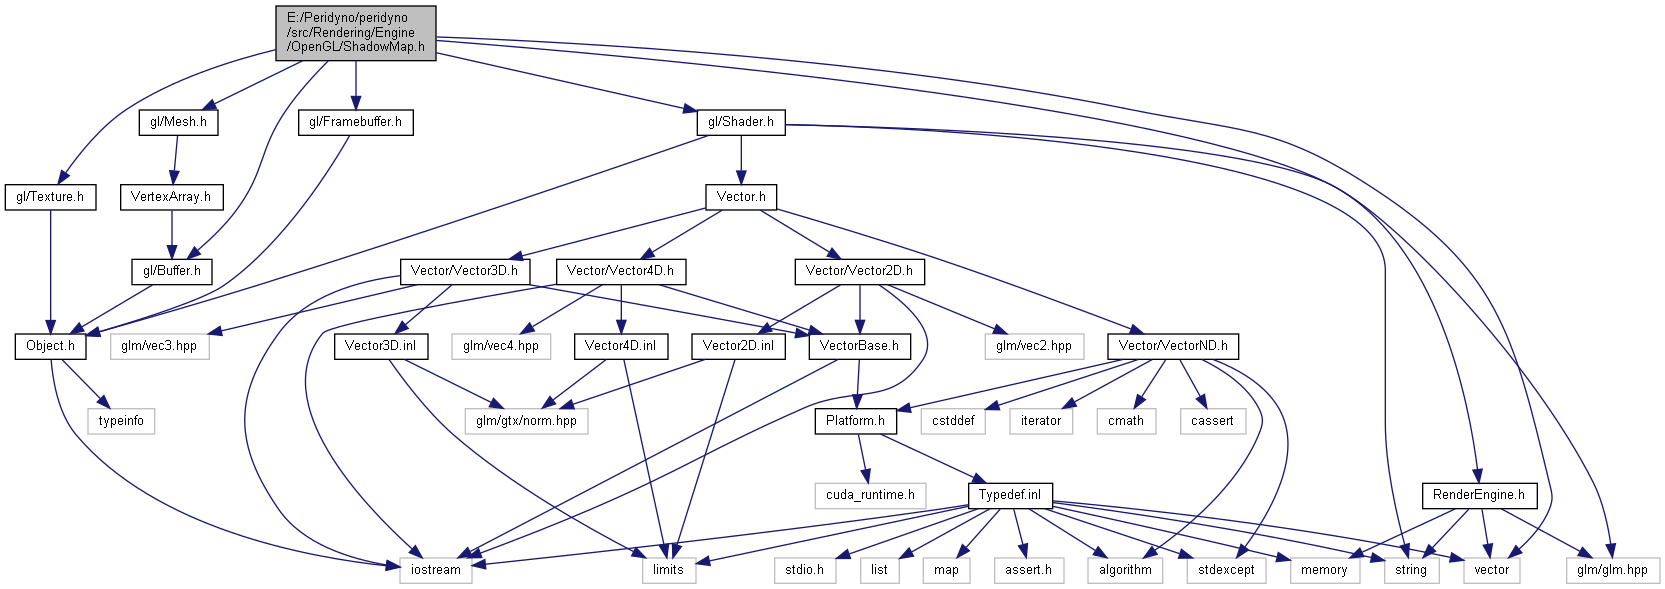 E:/Peridyno/peridyno
/src/Rendering/Engine
/OpenGL/ShadowMap.h
gl/Mesh.h
gl/Framebuffer.h
gl/Shader.h
gl/Texture.h
VertexArray.h
Vector.h
gl/Buffer.h
Vector/Vector3D.h
Vector/Vector4D.h
Vector/Vector2D.h
Object.h
glm/vec3.hpp
Vector3D.inl
glm/vec4.hpp
Vector4D.inl
Vector2D.inl
VectorBase.h
glm/vec2.hpp
Vector/VectorND.h
typeinfo
glm/gtx/norm.hpp
Platform.h
cstddef
iterator
cmath
cassert
cuda_runtime.h
Typedef.inl
RenderEngine.h
iostream
limits
stdio.h
list
map
assert.h
algorithm
stdexcept
memory
string
vector
glm/glm.hpp